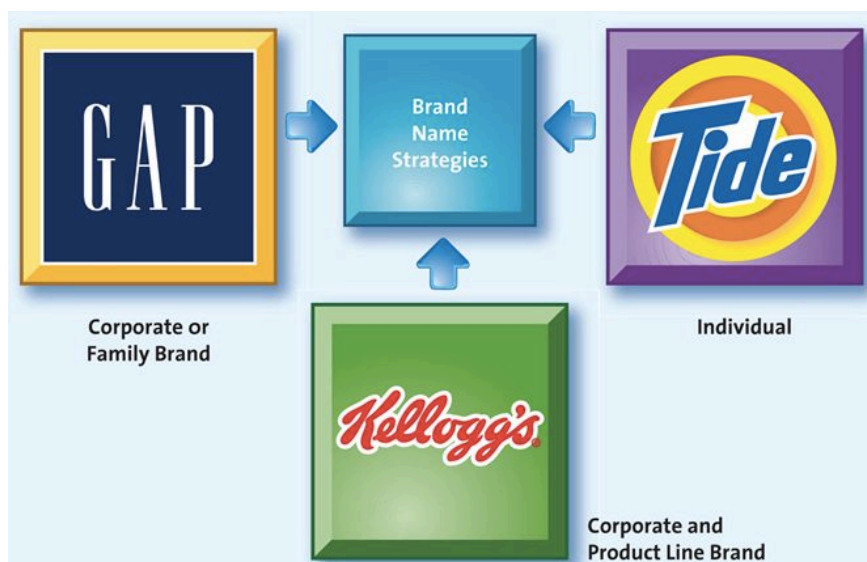 GAP
Brand
Name
Strategies
Tide
Corporate or
Family Brand
Individual
Kellogg's
Corporate and
Product Line Brand